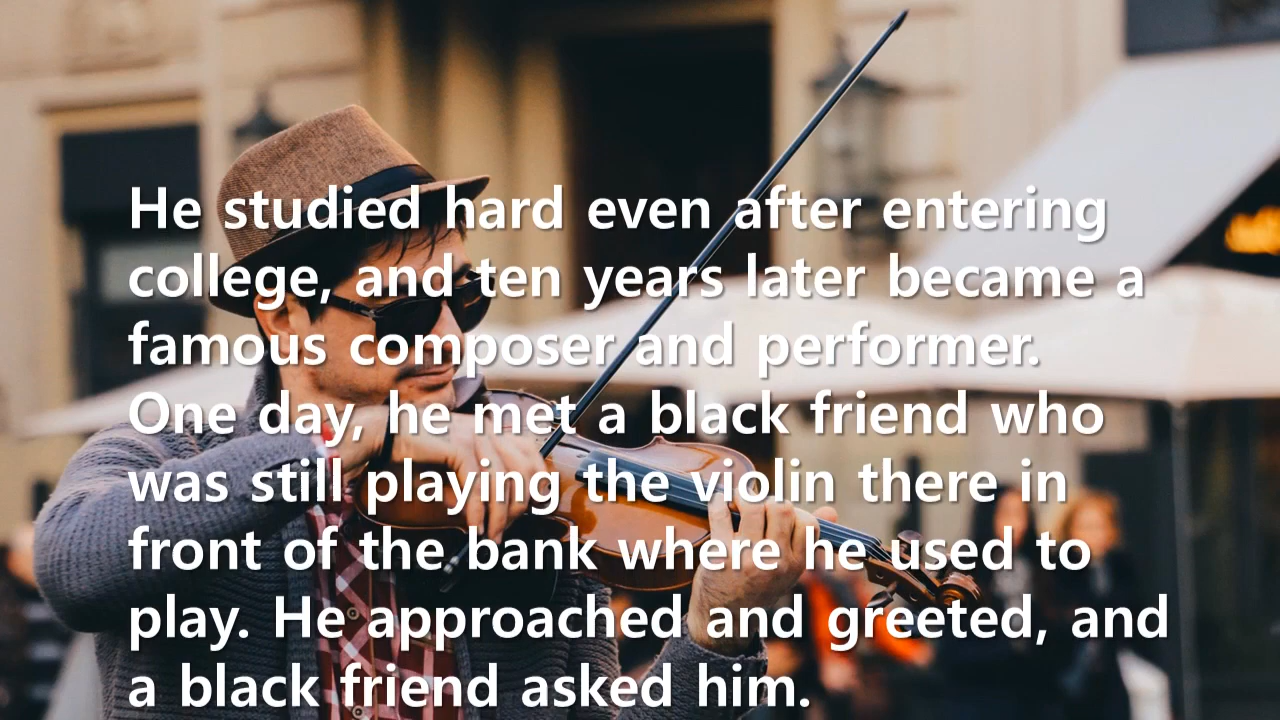 He studied hard even after entering
college, and ten years later became a
famous composer and performer.
One day, he met a black friend who
was still playing the violin there in
front of the bank where he used to
play. He approached and greeted, and
a black friend asked him.